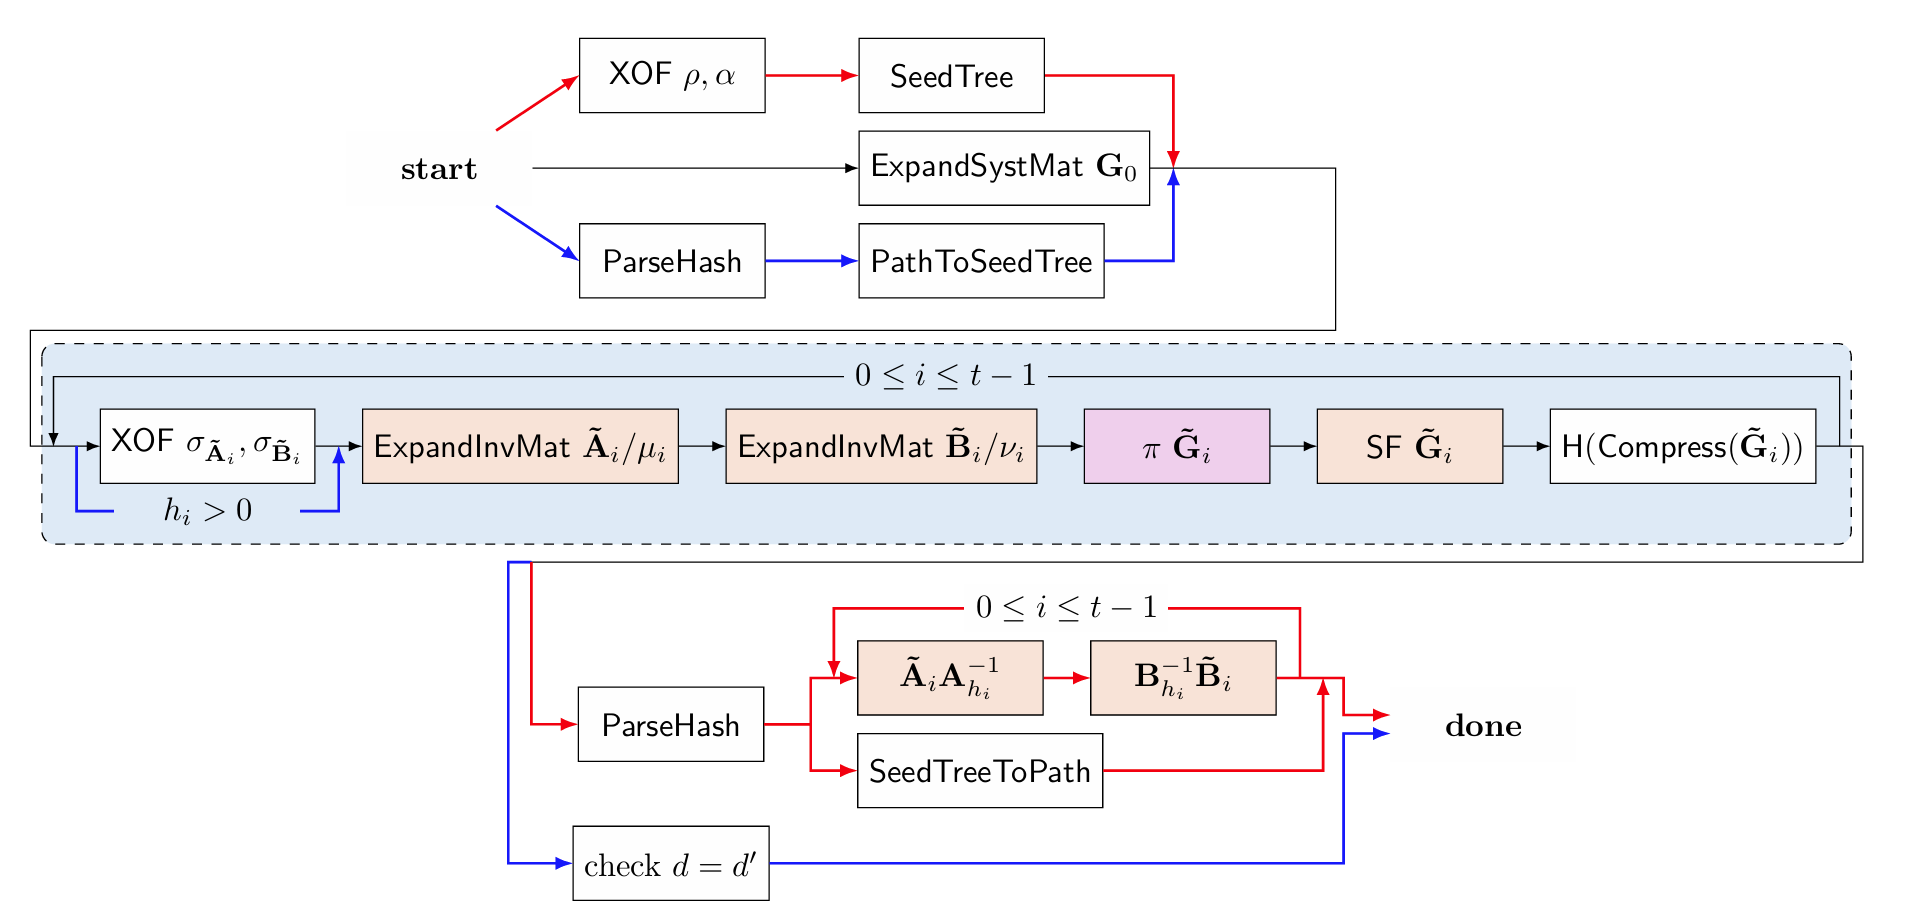 XOF ρ, α
SeedTree
start
ExpandSystMat G₀
ParseHash
PathToSeedTree
0 ≤ i ≤ t − 1
XOF σ_Ã_i, σ_B̃_i
ExpandInvMat Ã_i/μ_i
ExpandInvMat B̃_i/ν_i
π G̃_i
SF G̃_i
H(Compress(G̃_i))
h_i > 0
0 ≤ i ≤ t − 1
Ã_i A_{h_i}^{−1}
B_{h_i}^{−1} B̃_i
ParseHash
done
SeedTreeToPath
check d = d′